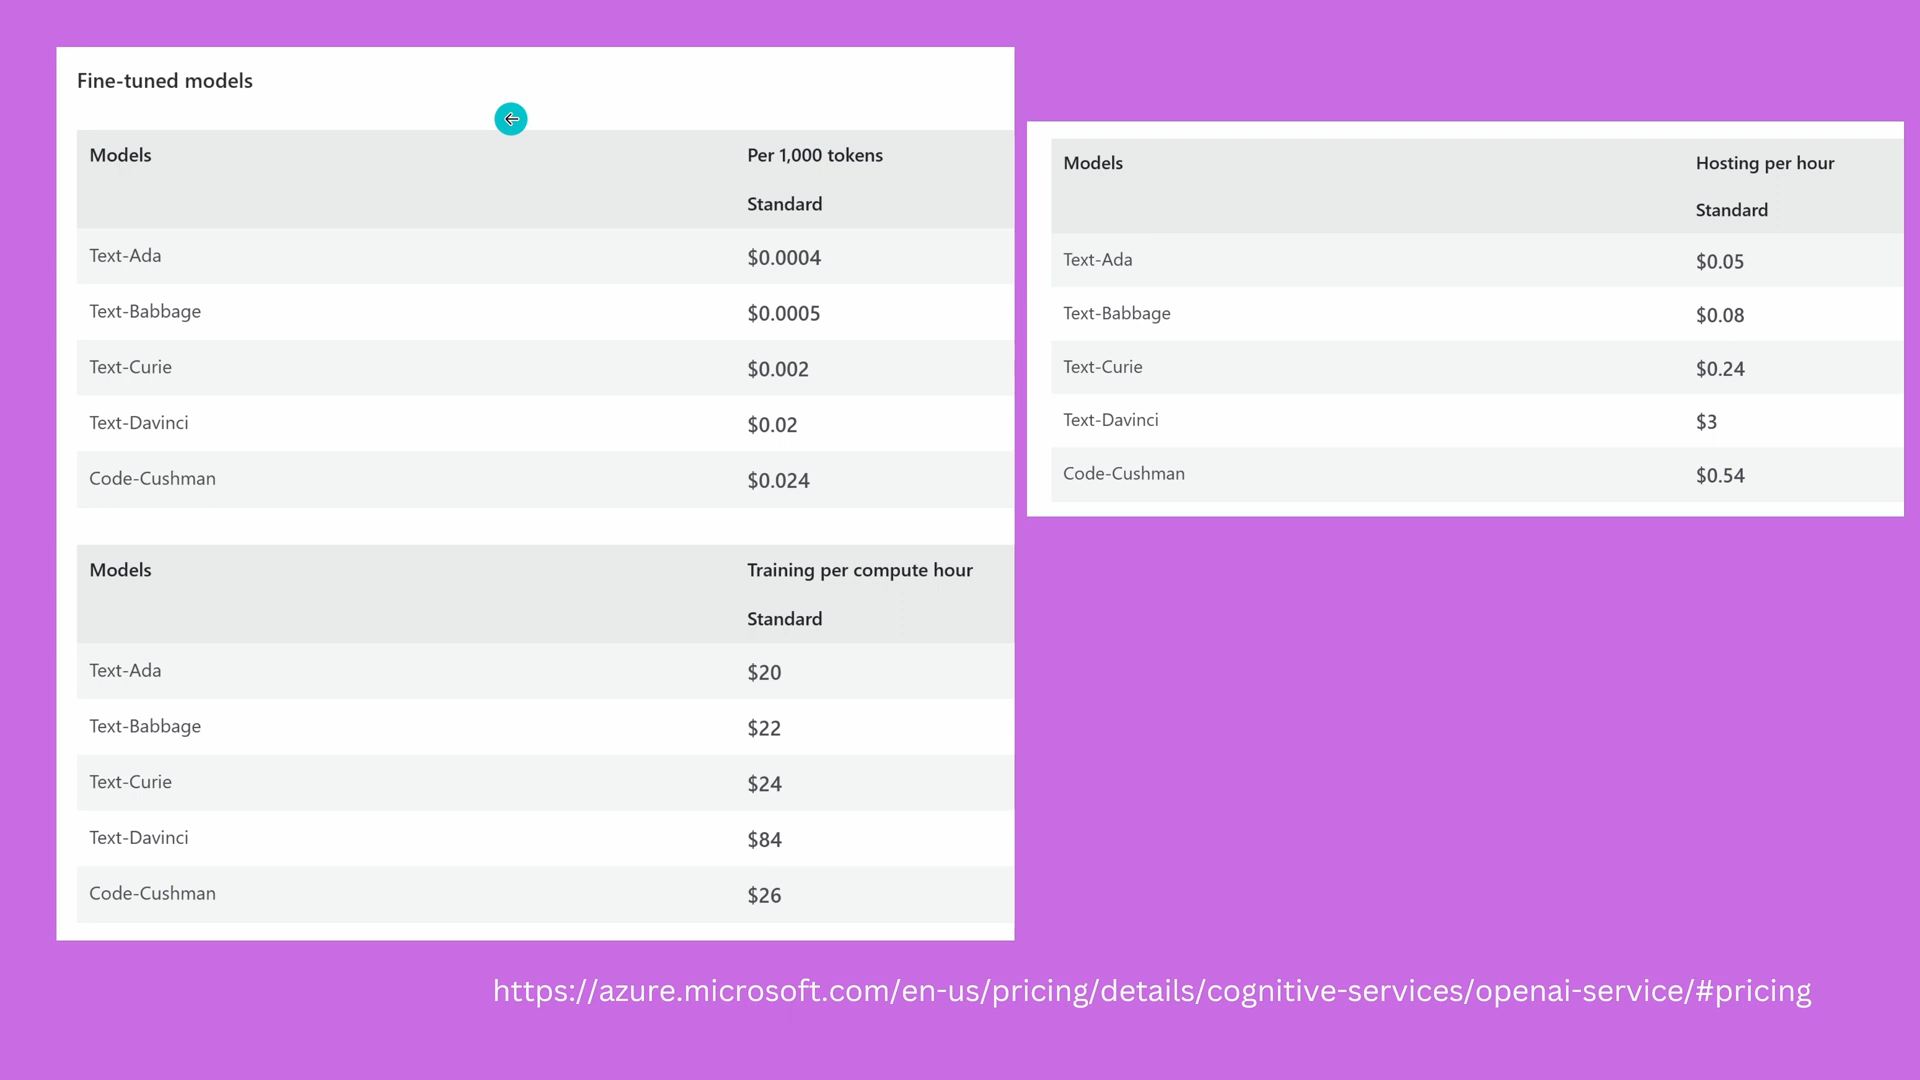 Fine-tuned models
Models Per 1,000 tokens
Standard
Text-Ada $0.0004
Text-Babbage $0.0005
Text-Curie $0.002
Text-Davinci $0.02
Code-Cushman $0.024
Models Training per compute hour
Standard
Text-Ada $20
Text-Babbage $22
Text-Curie $24
Text-Davinci $84
Code-Cushman $26
Models Hosting per hour
Standard
Text-Ada $0.05
Text-Babbage $0.08
Text-Curie $0.24
Text-Davinci $3
Code-Cushman $0.54
https://azure.microsoft.com/en-us/pricing/details/cognitive-services/openai-service/#pricing